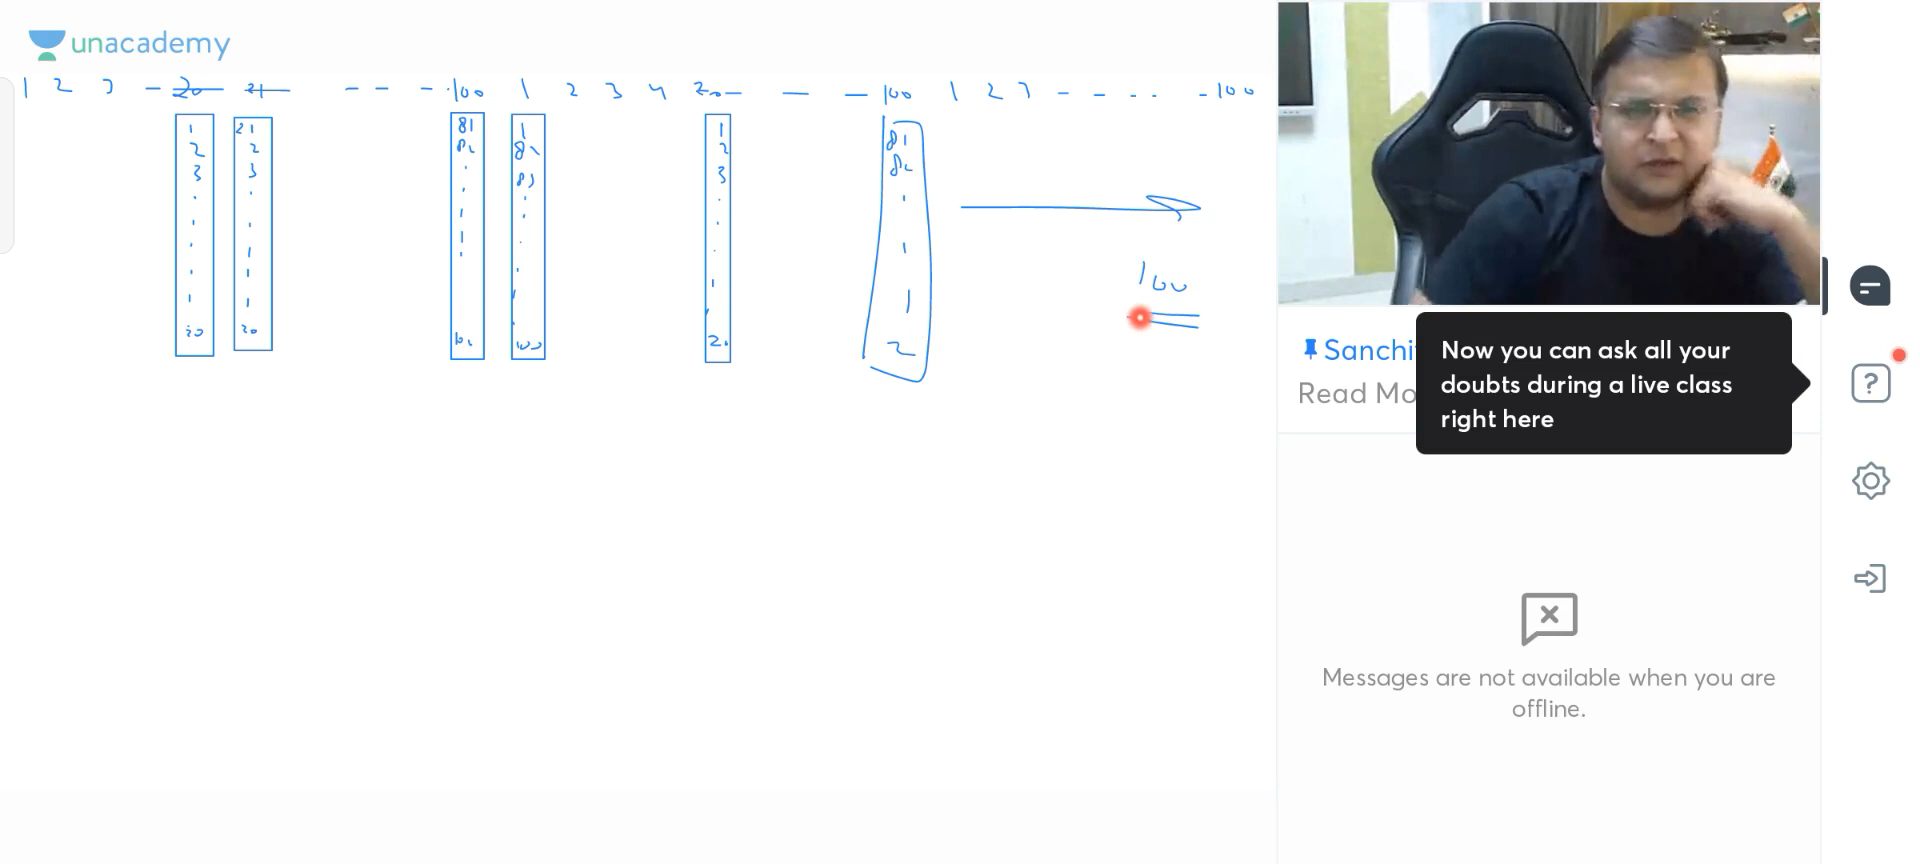 unacademy
1 2 3 - 20 21 - - - 100 1 2 3 4 20 - - - 100 1 2 3 - - - - - 100
1 21 81 1 1 81
2 2 82 82 2 82
3 3 83 3
100
20 20 100 100 20 2
Sanchi
Read Mo
Now you can ask all your
doubts during a live class
right here
?
Messages are not available when you are
offline.